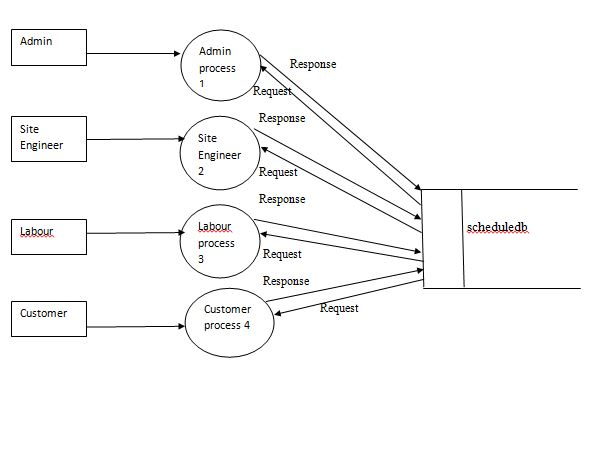 Admin
Admin
process
1
Response
Request
Response
Site
Engineer
Site
Engineer
2
Request
Response
Labour
Labour
process
3
scheduledb
Request
Response
Customer
Customer
process 4
Request